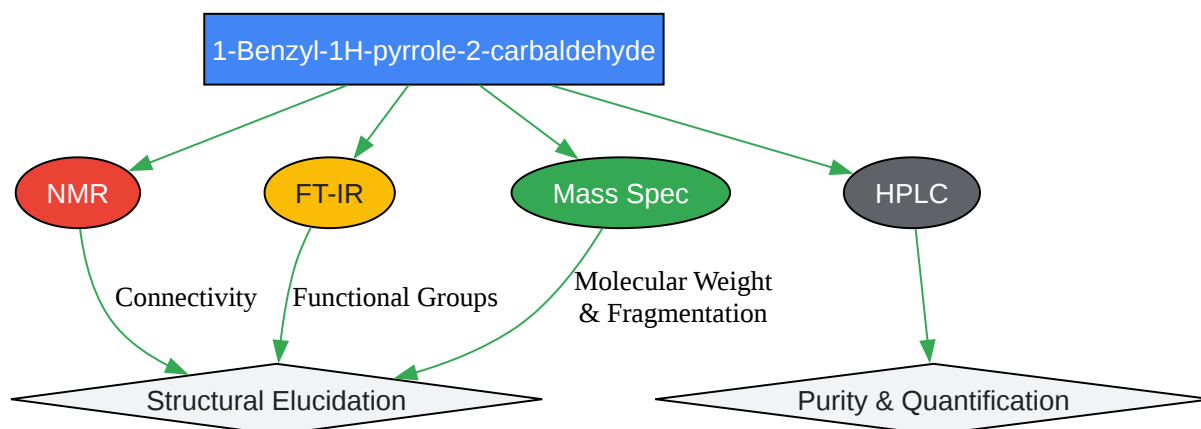 1-Benzyl-1H-pyrrole-2-carbaldehyde
NMR
FT-IR
Mass Spec
HPLC
Connectivity
Functional Groups
Molecular Weight
& Fragmentation
Structural Elucidation
Purity & Quantification